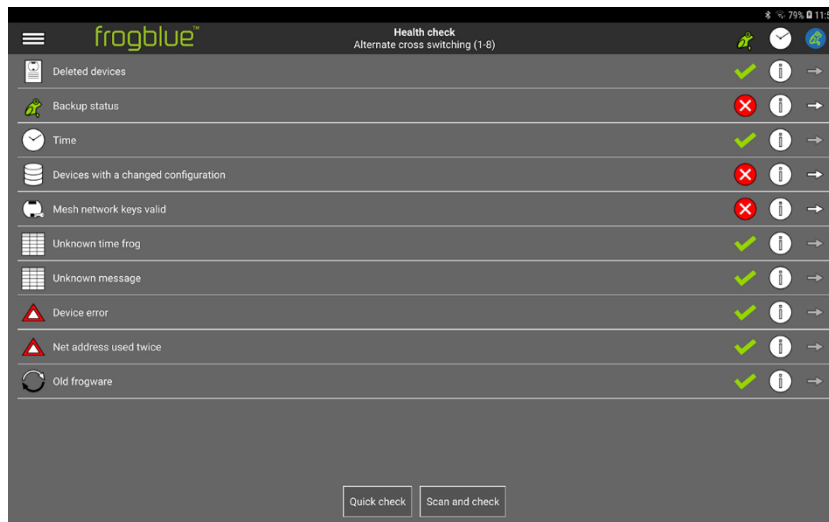 79% 11:5
frogblue™
Health check
Alternate cross switching (1-8)
Deleted devices
Backup status
Time
Devices with a changed configuration
Mesh network keys valid
Unknown time frog
Unknown message
Device error
Net address used twice
Old frogware
Quick check
Scan and check